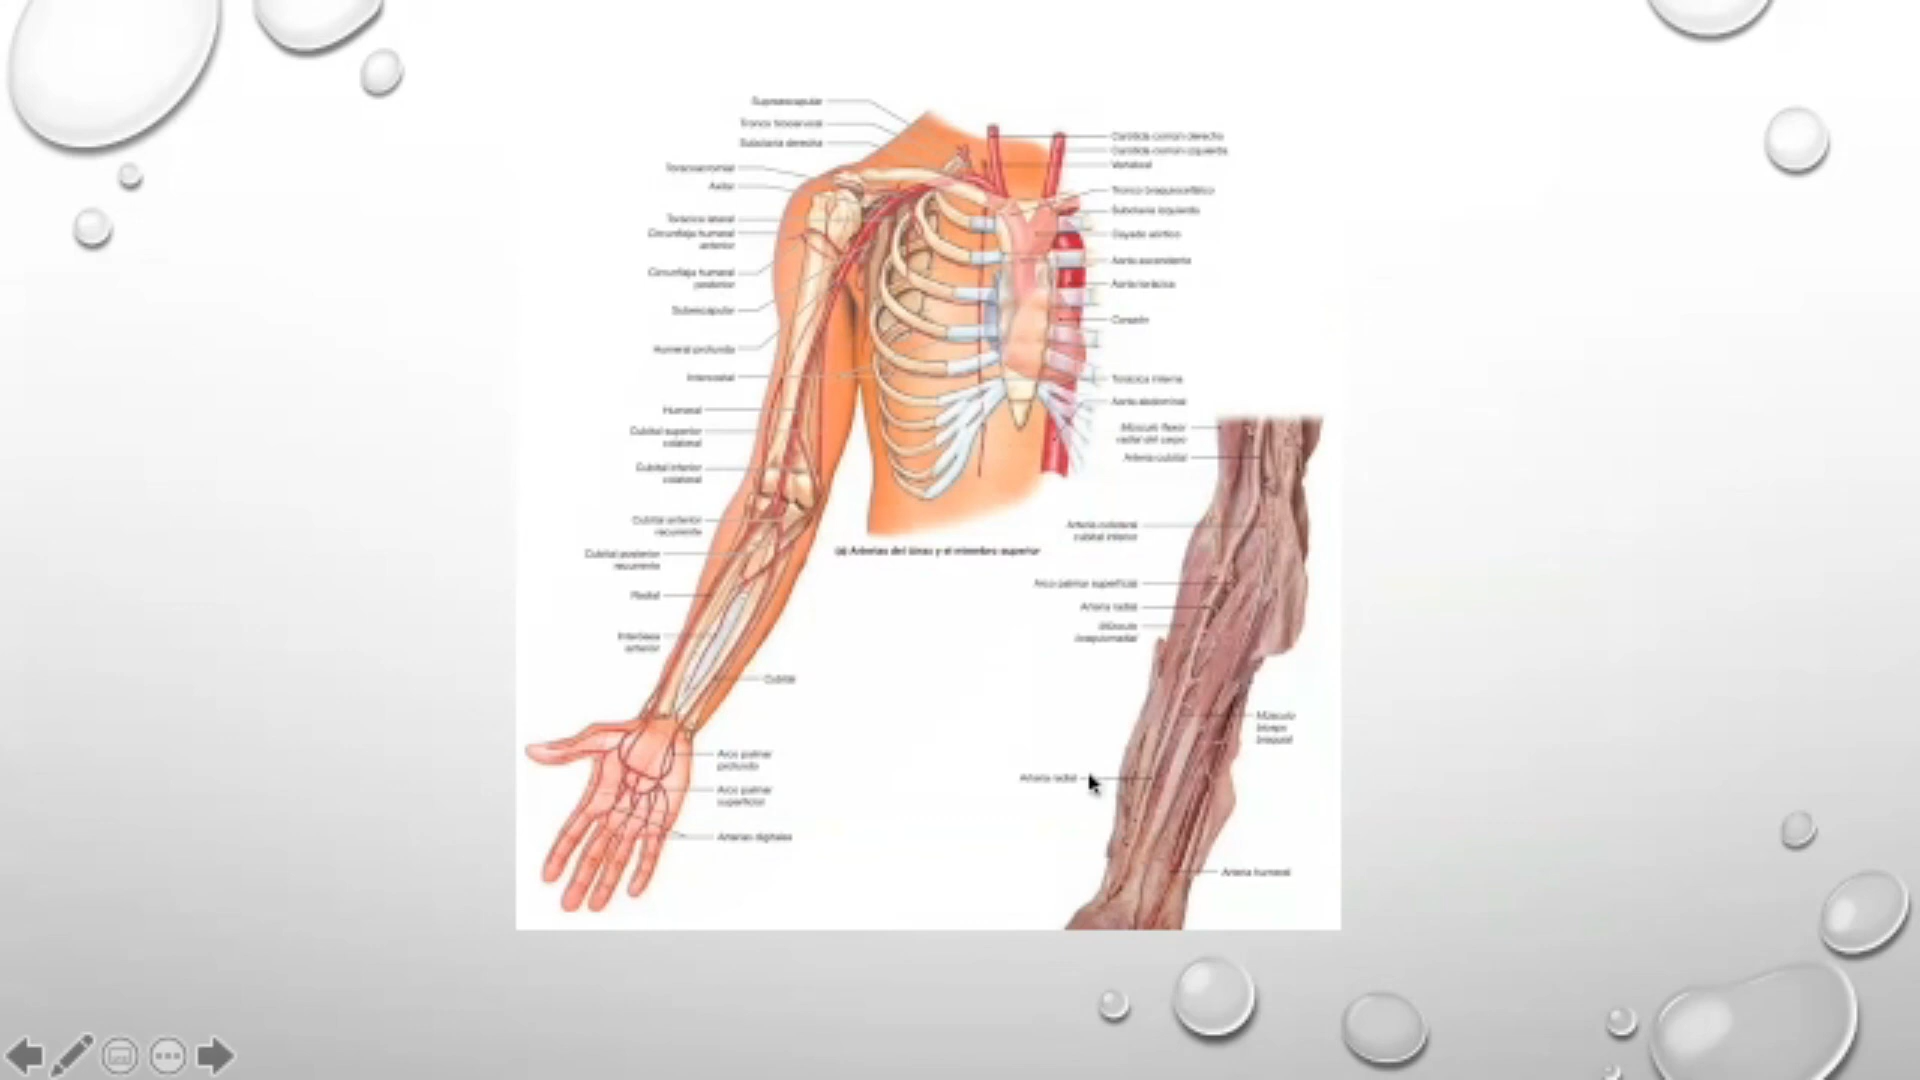 Supraescapular
Tronco tirocervical
Subclavia derecha
Toracoacromial
Axilar
Torácica lateral
Circunfleja humeral
anterior
Circunfleja humeral
posterior
Subescapular
Humeral profunda
Intercostal
Humeral
Cubital superior
colateral
Cubital inferior
colateral
Cubital anterior
recurrente
Cubital posterior
recurrente
Radial
Interósea
anterior
Cubital
Arco palmar
profundo
Arco palmar
superficial
Arterias digitales
Carótida común derecha
Carótida común izquierda
Vertebral
Tronco braquiocefálico
Subclavia izquierda
Cayado aórtico
Aorta ascendente
Aorta torácica
Corazón
Torácica interna
Aorta abdominal
(a) Arterias del tórax y el miembro superior
Músculo flexor
radial del carpo
Arteria cubital
Arteria colateral
cubital inferior
Arco palmar superficial
Arteria radial
Músculo
braquiorradial
Músculo
bíceps
braquial
Arteria radial
Arteria humeral